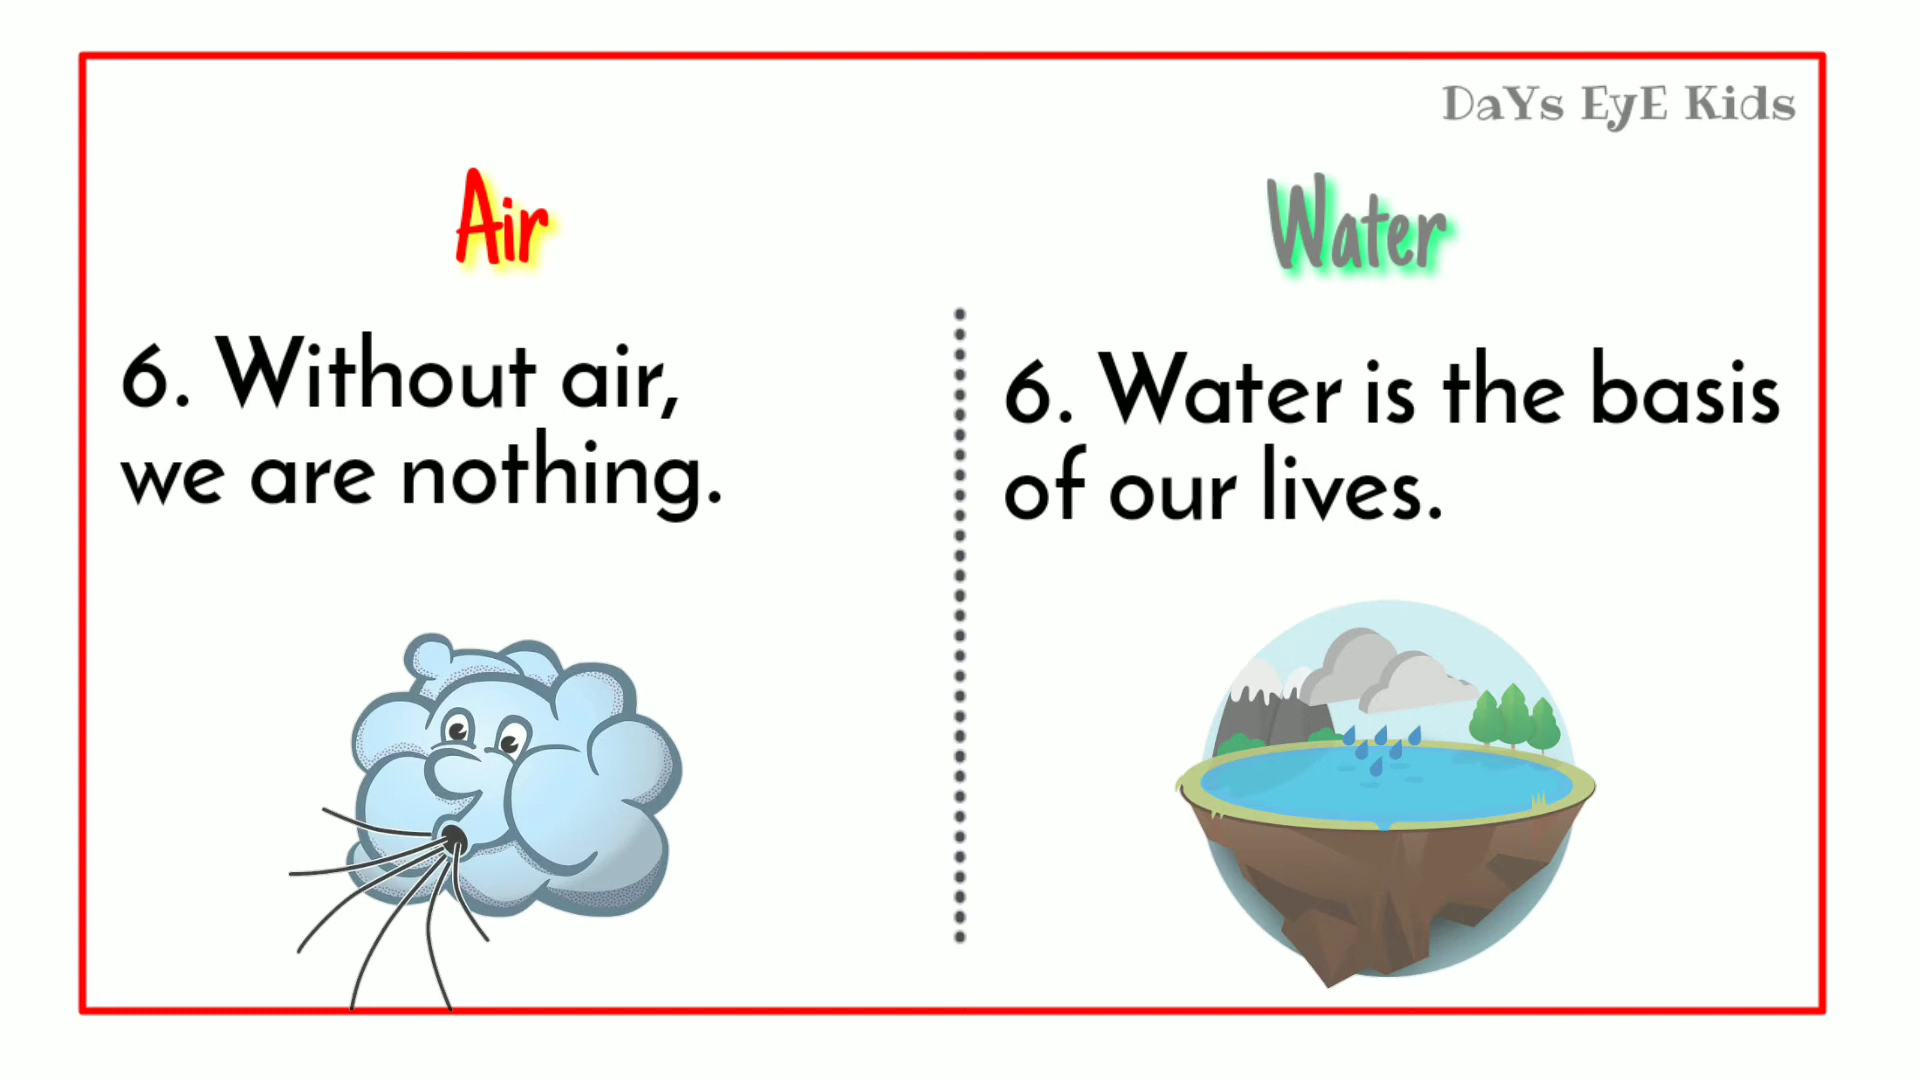 DaYs EyE Kids
Air
6. Without air,
we are nothing.
Water
6. Water is the basis
of our lives.